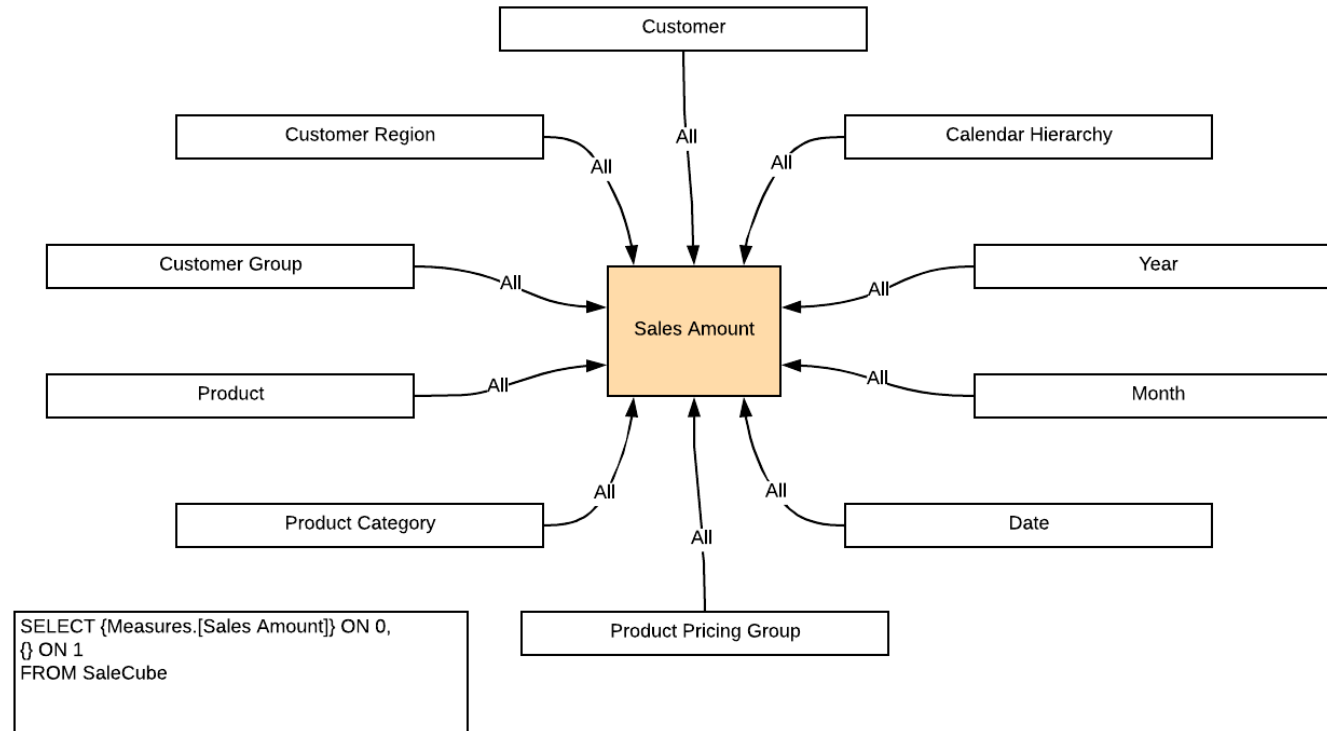 Customer
All
Customer Region
All
Calendar Hierarchy
All
Customer Group
All
Year
All
Sales Amount
Product
All
Month
All
Product Category
All
Date
All
Product Pricing Group
All
SELECT {Measures.[Sales Amount]} ON 0,
{} ON 1
FROM SaleCube